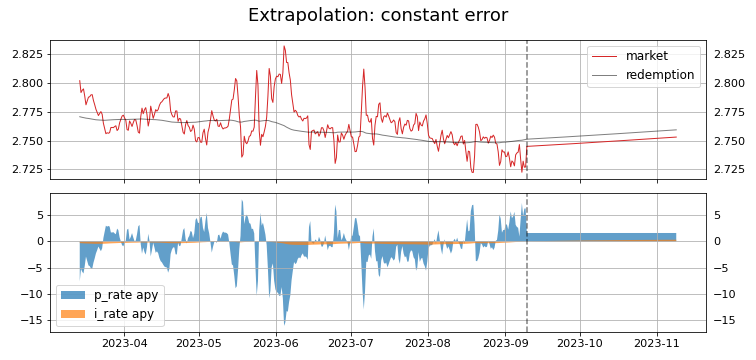 Extrapolation: constant error
2.825 2.825
2.800 2.800
2.775 2.775
2.750 2.750
2.725 2.725
market
redemption
5 5
0 0
−5 −5
−10 −10
−15 −15
p_rate apy
i_rate apy
2023-04 2023-05 2023-06 2023-07 2023-08 2023-09 2023-10 2023-11